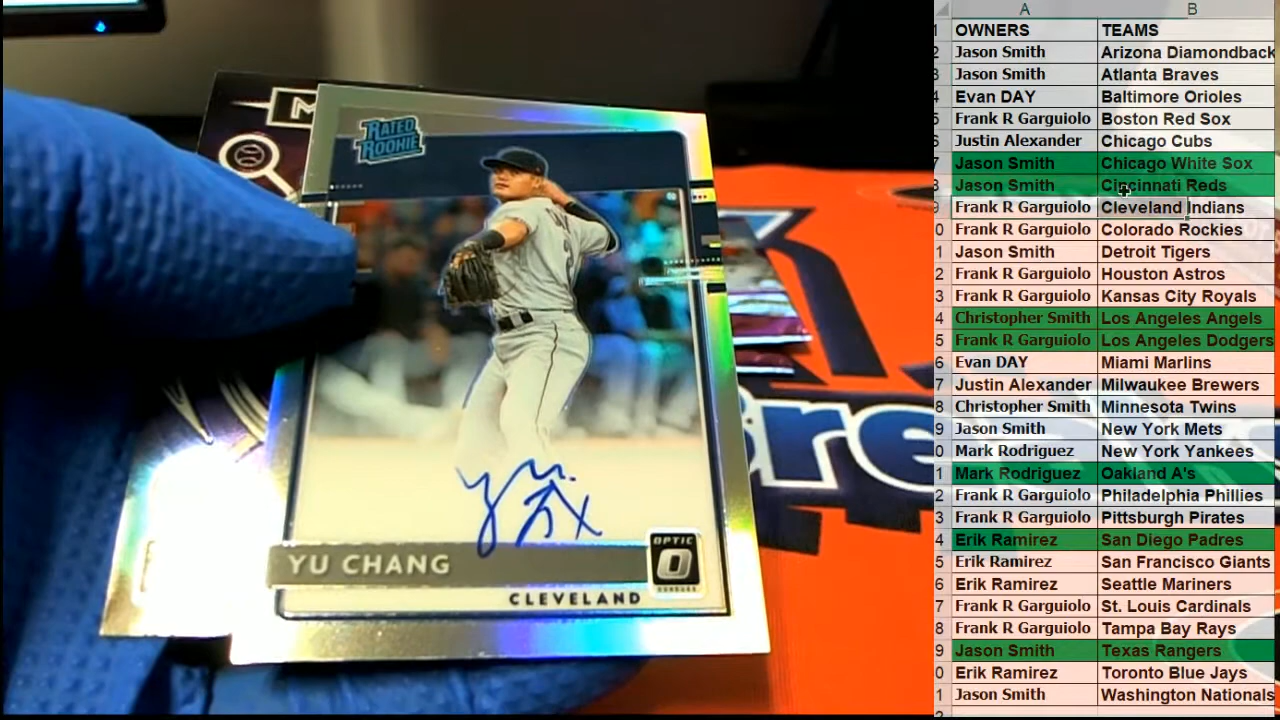 RATED
ROOKIE
YU CHANG
CLEVELAND
OPTIC
A B
OWNERS TEAMS
Jason Smith Arizona Diamondback
Jason Smith Atlanta Braves
Evan DAY Baltimore Orioles
Frank R Garguiolo Boston Red Sox
Justin Alexander Chicago Cubs
Jason Smith Chicago White Sox
Jason Smith Cincinnati Reds
Frank R Garguiolo Cleveland Indians
Frank R Garguiolo Colorado Rockies
Jason Smith Detroit Tigers
Frank R Garguiolo Houston Astros
Frank R Garguiolo Kansas City Royals
Christopher Smith Los Angeles Angels
Frank R Garguiolo Los Angeles Dodgers
Evan DAY Miami Marlins
Justin Alexander Milwaukee Brewers
Christopher Smith Minnesota Twins
Jason Smith New York Mets
Mark Rodriguez New York Yankees
Mark Rodriguez Oakland A's
Frank R Garguiolo Philadelphia Phillies
Frank R Garguiolo Pittsburgh Pirates
Erik Ramirez San Diego Padres
Erik Ramirez San Francisco Giants
Erik Ramirez Seattle Mariners
Frank R Garguiolo St. Louis Cardinals
Frank R Garguiolo Tampa Bay Rays
Jason Smith Texas Rangers
Erik Ramirez Toronto Blue Jays
Jason Smith Washington Nationals